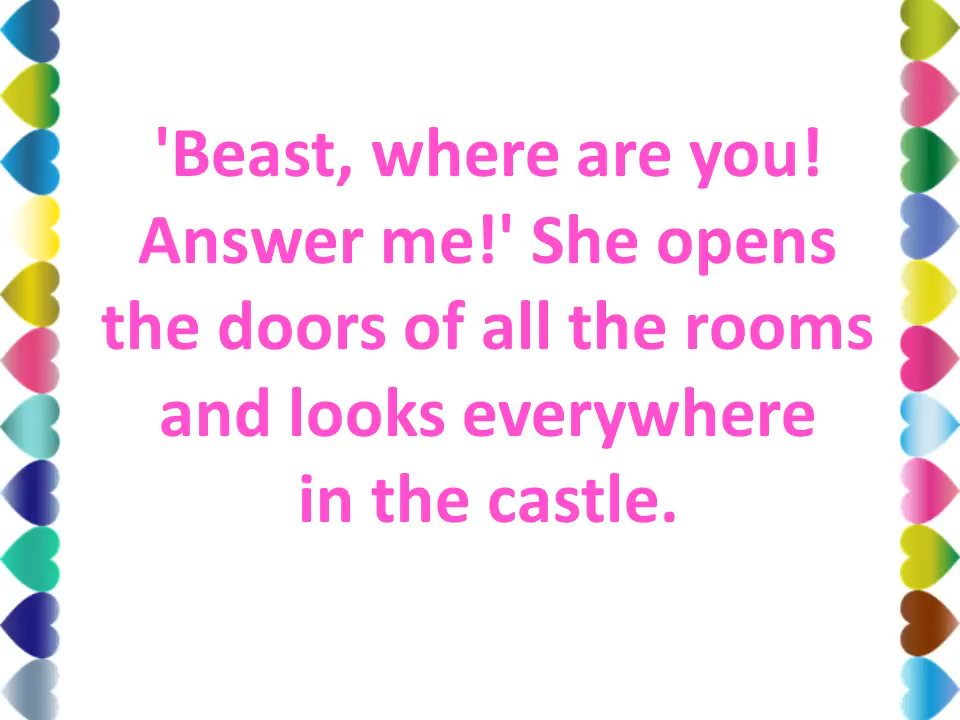 'Beast, where are you!
Answer me!' She opens
the doors of all the rooms
and looks everywhere
in the castle.